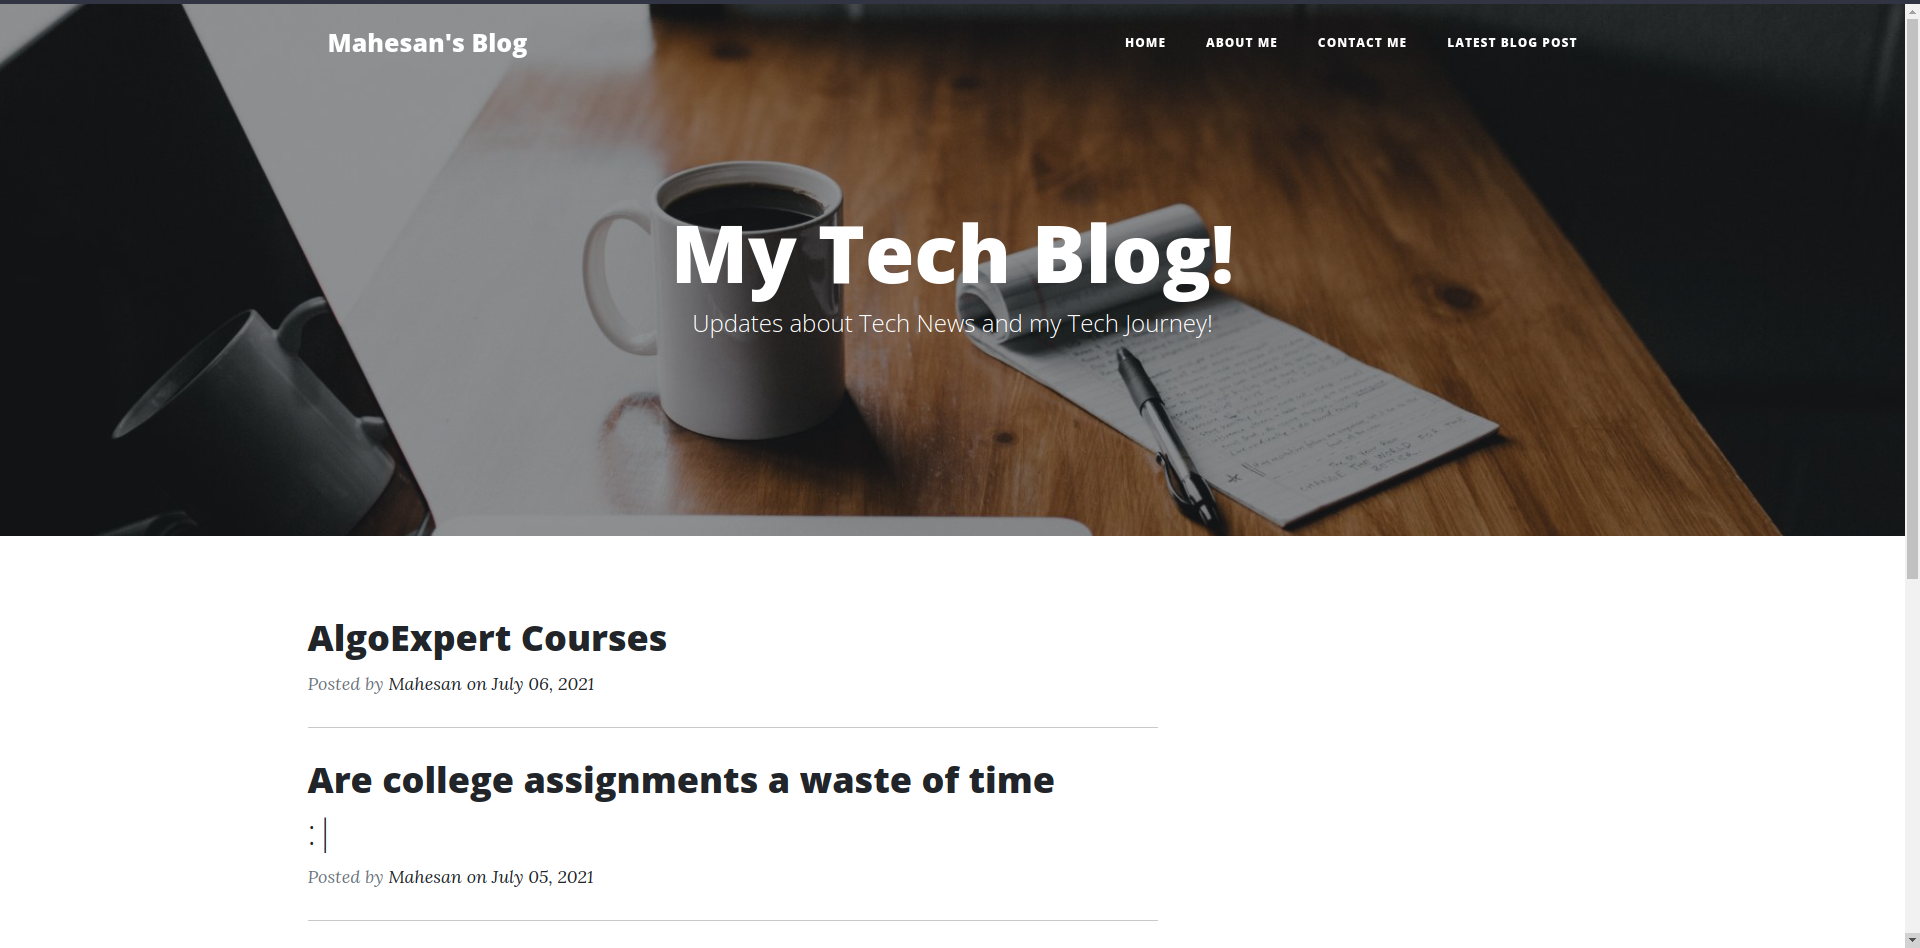 Mahesan's Blog
HOME ABOUT ME CONTACT ME LATEST BLOG POST
My Tech Blog!
Updates about Tech News and my Tech Journey!
AlgoExpert Courses
Posted by Mahesan on July 06, 2021
Are college assignments a waste of time
: |
Posted by Mahesan on July 05, 2021